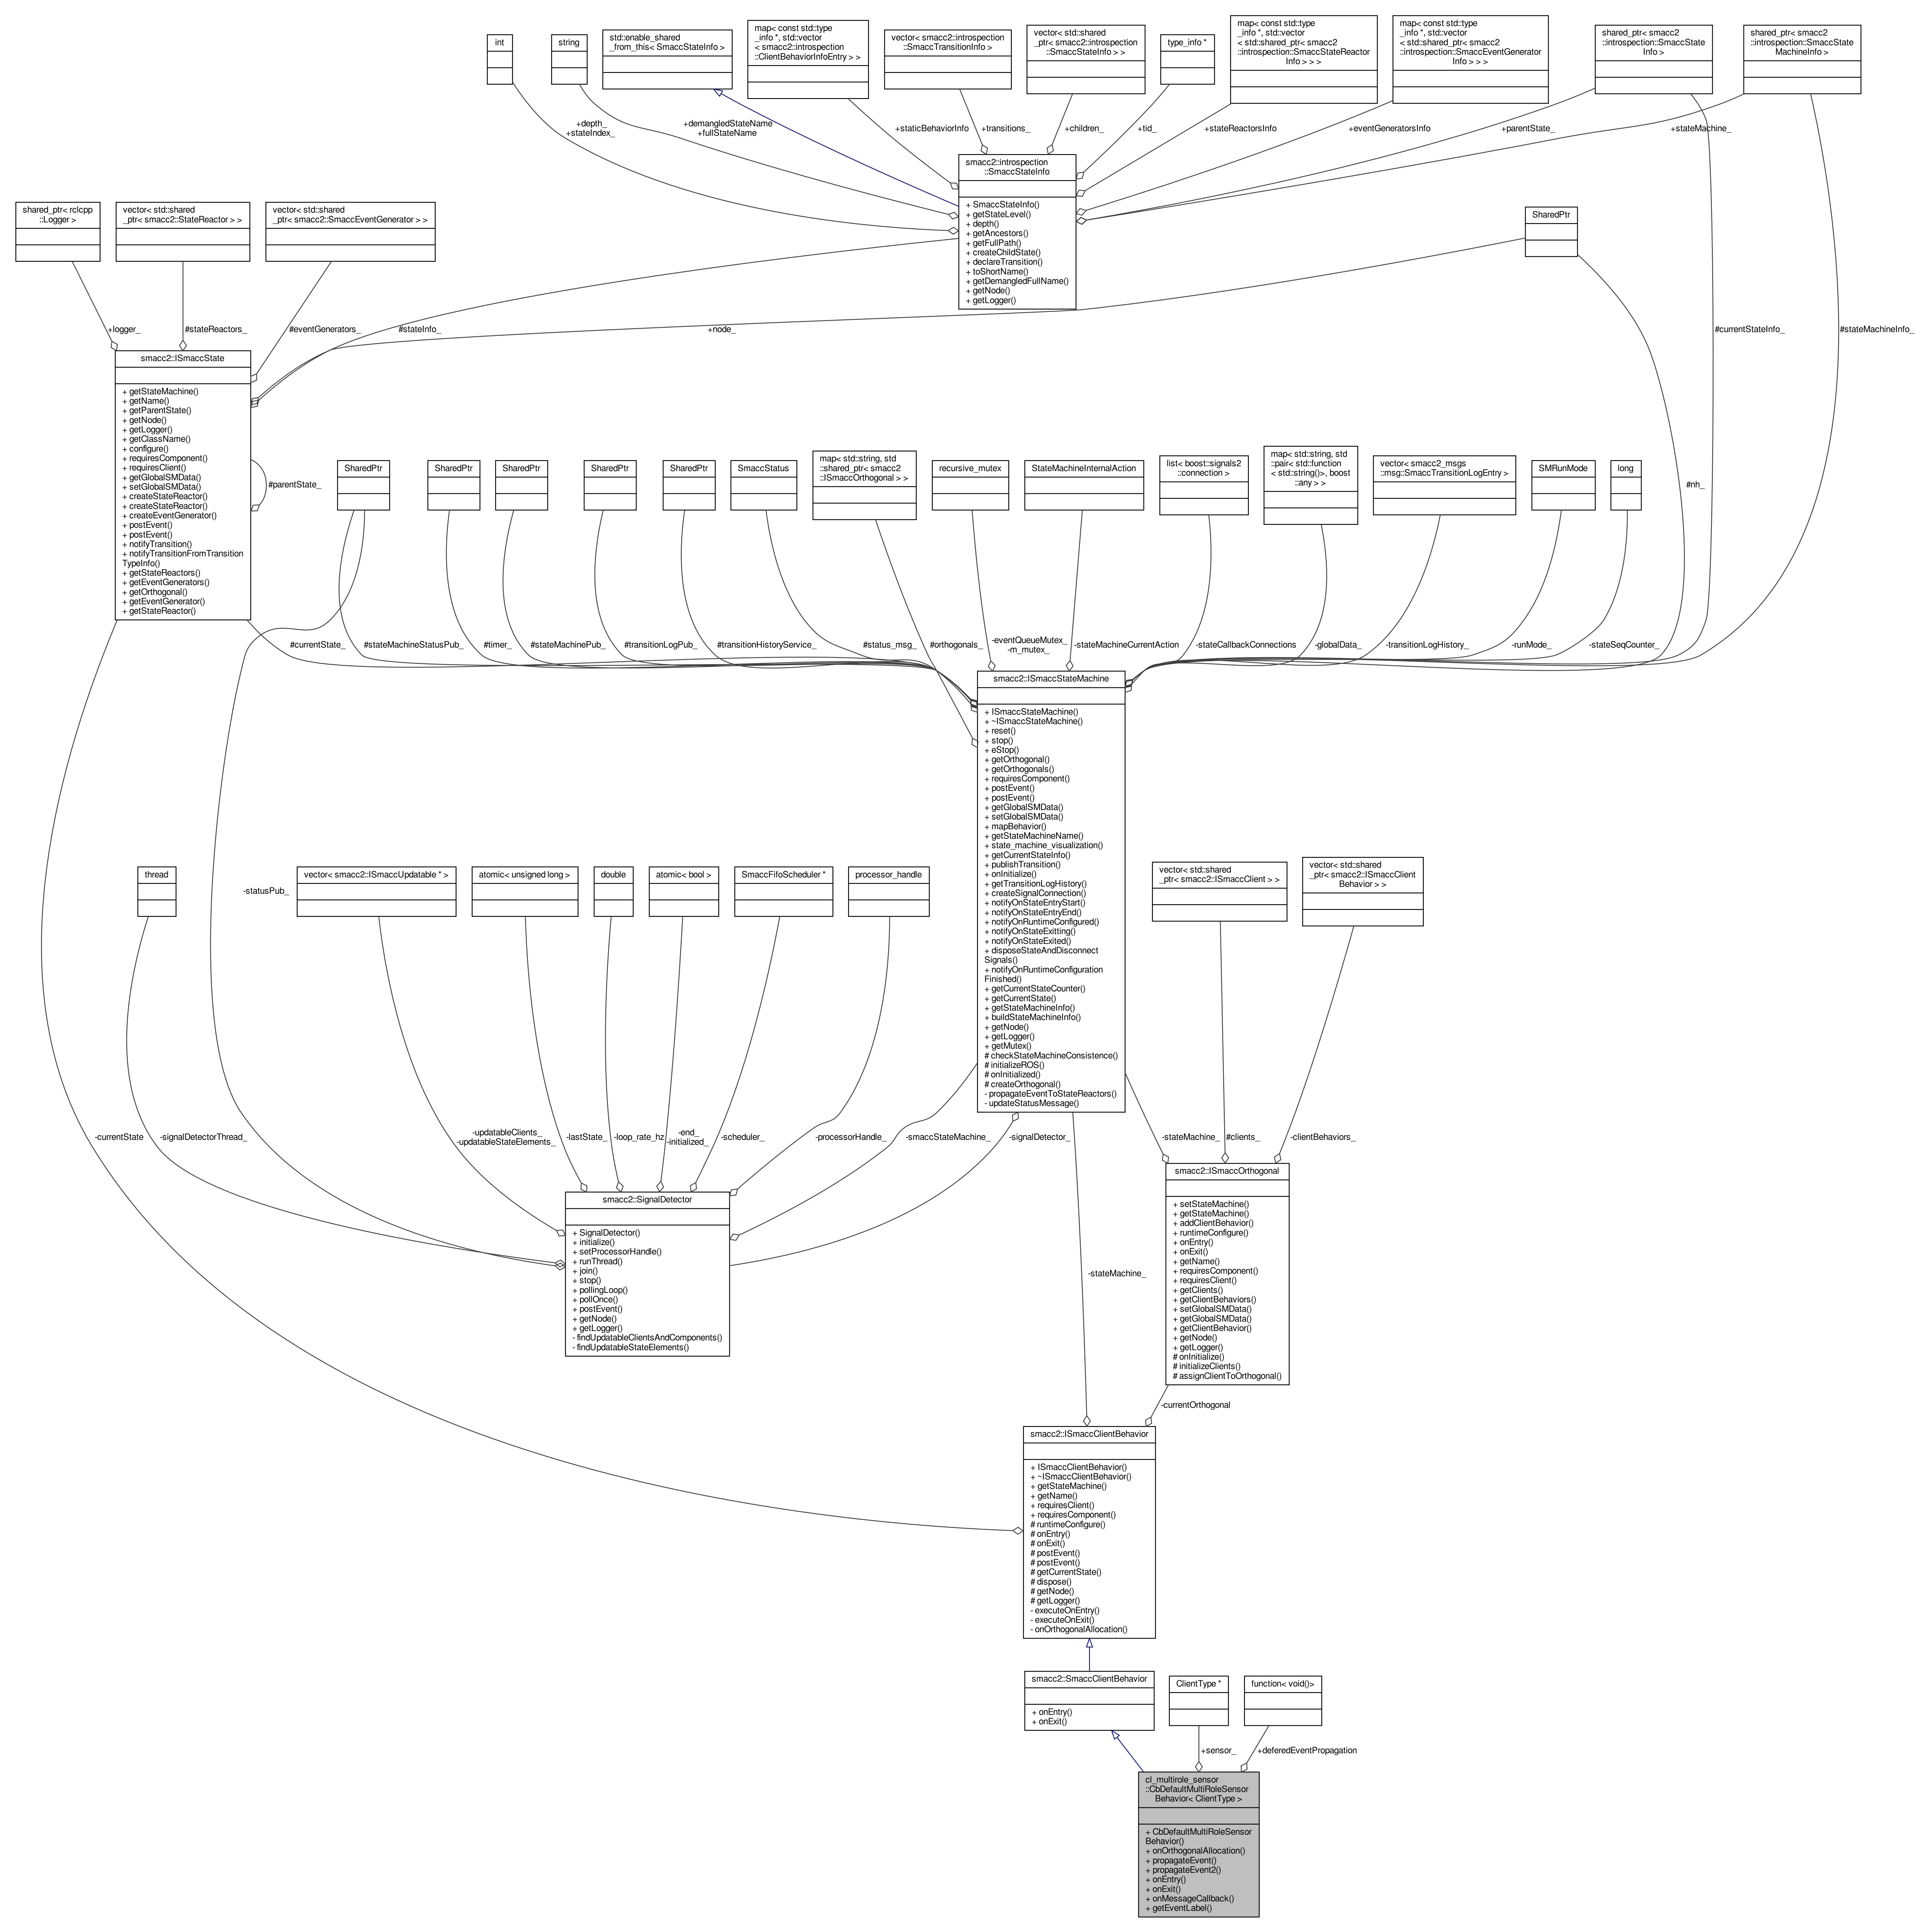 int
string
std::enable_shared
_from_this< SmaccStateInfo >
map< const std::type
_info *, std::vector
< smacc2::introspection
::ClientBehaviorInfoEntry > >
vector< smacc2::introspection
::SmaccTransitionInfo >
vector< std::shared
_ptr< smacc2::introspection
::SmaccStateInfo > >
type_info *
map< const std::type
_info *, std::vector
< std::shared_ptr< smacc2
::introspection::SmaccStateReactor
Info > > >
map< const std::type
_info *, std::vector
< std::shared_ptr< smacc2
::introspection::SmaccEventGenerator
Info > > >
shared_ptr< smacc2
::introspection::SmaccState
Info >
shared_ptr< smacc2
::introspection::SmaccState
MachineInfo >
+depth_
+stateIndex_
+demangledStateName
+fullStateName
+staticBehaviorInfo
+transitions_
+children_
+tid_
+stateReactorsInfo
+eventGeneratorsInfo
+parentState_
+stateMachine_
smacc2::introspection
::SmaccStateInfo
+ SmaccStateInfo()
+ getStateLevel()
+ depth()
+ getAncestors()
+ getFullPath()
+ createChildState()
+ declareTransition()
+ toShortName()
+ getDemangledFullName()
+ getNode()
+ getLogger()
shared_ptr< rclcpp
::Logger >
vector< std::shared
_ptr< smacc2::StateReactor > >
vector< std::shared
_ptr< smacc2::SmaccEventGenerator > >
SharedPtr
+logger_
#stateReactors_
#eventGenerators_
#stateInfo_
+node_
#currentStateInfo_
#stateMachineInfo_
smacc2::ISmaccState
+ getStateMachine()
+ getName()
+ getParentState()
+ getNode()
+ getLogger()
+ getClassName()
+ configure()
+ requiresComponent()
+ requiresClient()
+ getGlobalSMData()
+ setGlobalSMData()
+ createStateReactor()
+ createStateReactor()
+ createEventGenerator()
+ postEvent()
+ postEvent()
+ notifyTransition()
+ notifyTransitionFromTransition
TypeInfo()
+ getStateReactors()
+ getEventGenerators()
+ getOrthogonal()
+ getEventGenerator()
+ getStateReactor()
#parentState_
SharedPtr
SharedPtr
SharedPtr
SharedPtr
SharedPtr
SmaccStatus
map< std::string, std
::shared_ptr< smacc2
::ISmaccOrthogonal > >
recursive_mutex
StateMachineInternalAction
list< boost::signals2
::connection >
map< std::string, std
::pair< std::function
< std::string()>, boost
::any > >
vector< smacc2_msgs
::msg::SmaccTransitionLogEntry >
SMRunMode
long
#nh_
#currentState_
#stateMachineStatusPub_
#timer_
#stateMachinePub_
#transitionLogPub_
#transitionHistoryService_
#status_msg_
#orthogonals_
-eventQueueMutex_
-m_mutex_
-stateMachineCurrentAction
-stateCallbackConnections
-globalData_
-transitionLogHistory_
-runMode_
-stateSeqCounter_
smacc2::ISmaccStateMachine
+ ISmaccStateMachine()
+ ~ISmaccStateMachine()
+ reset()
+ stop()
+ eStop()
+ getOrthogonal()
+ getOrthogonals()
+ requiresComponent()
+ postEvent()
+ postEvent()
+ getGlobalSMData()
+ setGlobalSMData()
+ mapBehavior()
+ getStateMachineName()
+ state_machine_visualization()
+ getCurrentStateInfo()
+ publishTransition()
+ onInitialize()
+ getTransitionLogHistory()
+ createSignalConnection()
+ notifyOnStateEntryStart()
+ notifyOnStateEntryEnd()
+ notifyOnRuntimeConfigured()
+ notifyOnStateExitting()
+ notifyOnStateExited()
+ disposeStateAndDisconnect
Signals()
+ notifyOnRuntimeConfiguration
Finished()
+ getCurrentStateCounter()
+ getCurrentState()
+ getStateMachineInfo()
+ buildStateMachineInfo()
+ getNode()
+ getLogger()
+ getMutex()
# checkStateMachineConsistence()
# initializeROS()
# onInitialized()
# createOrthogonal()
- propagateEventToStateReactors()
- updateStatusMessage()
thread
-statusPub_
vector< smacc2::ISmaccUpdatable * >
atomic< unsigned long >
double
atomic< bool >
SmaccFifoScheduler *
processor_handle
vector< std::shared
_ptr< smacc2::ISmaccClient > >
vector< std::shared
_ptr< smacc2::ISmaccClient
Behavior > >
-currentState
-signalDetectorThread_
-updatableClients_
-updatableStateElements_
-lastState_
-loop_rate_hz
-end_
-initialized_
-scheduler_
-processorHandle_
-smaccStateMachine_
-signalDetector_
-stateMachine_
#clients_
-clientBehaviors_
smacc2::SignalDetector
+ SignalDetector()
+ initialize()
+ setProcessorHandle()
+ runThread()
+ join()
+ stop()
+ pollingLoop()
+ pollOnce()
+ postEvent()
+ getNode()
+ getLogger()
- findUpdatableClientsAndComponents()
- findUpdatableStateElements()
-stateMachine_
smacc2::ISmaccOrthogonal
+ setStateMachine()
+ getStateMachine()
+ addClientBehavior()
+ runtimeConfigure()
+ onEntry()
+ onExit()
+ getName()
+ requiresComponent()
+ requiresClient()
+ getClients()
+ getClientBehaviors()
+ setGlobalSMData()
+ getGlobalSMData()
+ getClientBehavior()
+ getNode()
+ getLogger()
# onInitialize()
# initializeClients()
# assignClientToOrthogonal()
-currentOrthogonal
smacc2::ISmaccClientBehavior
+ ISmaccClientBehavior()
+ ~ISmaccClientBehavior()
+ getStateMachine()
+ getName()
+ requiresClient()
+ requiresComponent()
# runtimeConfigure()
# onEntry()
# onExit()
# postEvent()
# postEvent()
# getCurrentState()
# dispose()
# getNode()
# getLogger()
- executeOnEntry()
- executeOnExit()
- onOrthogonalAllocation()
smacc2::SmaccClientBehavior
+ onEntry()
+ onExit()
ClientType *
function< void()>
+sensor_
+deferedEventPropagation
cl_multirole_sensor
::CbDefaultMultiRoleSensor
Behavior< ClientType >
+ CbDefaultMultiRoleSensor
Behavior()
+ onOrthogonalAllocation()
+ propagateEvent()
+ propagateEvent2()
+ onEntry()
+ onExit()
+ onMessageCallback()
+ getEventLabel()